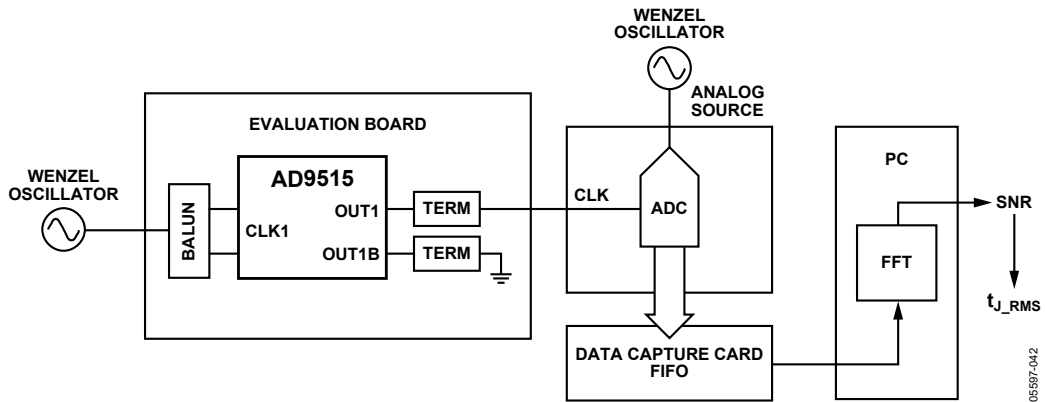 WENZEL
OSCILLATOR
ANALOG
SOURCE
EVALUATION BOARD
WENZEL
OSCILLATOR
BALUN
AD9515
CLK1
OUT1
OUT1B
TERM
TERM
CLK
ADC
DATA CAPTURE CARD
FIFO
PC
FFT
SNR
tJ_RMS
05597-042